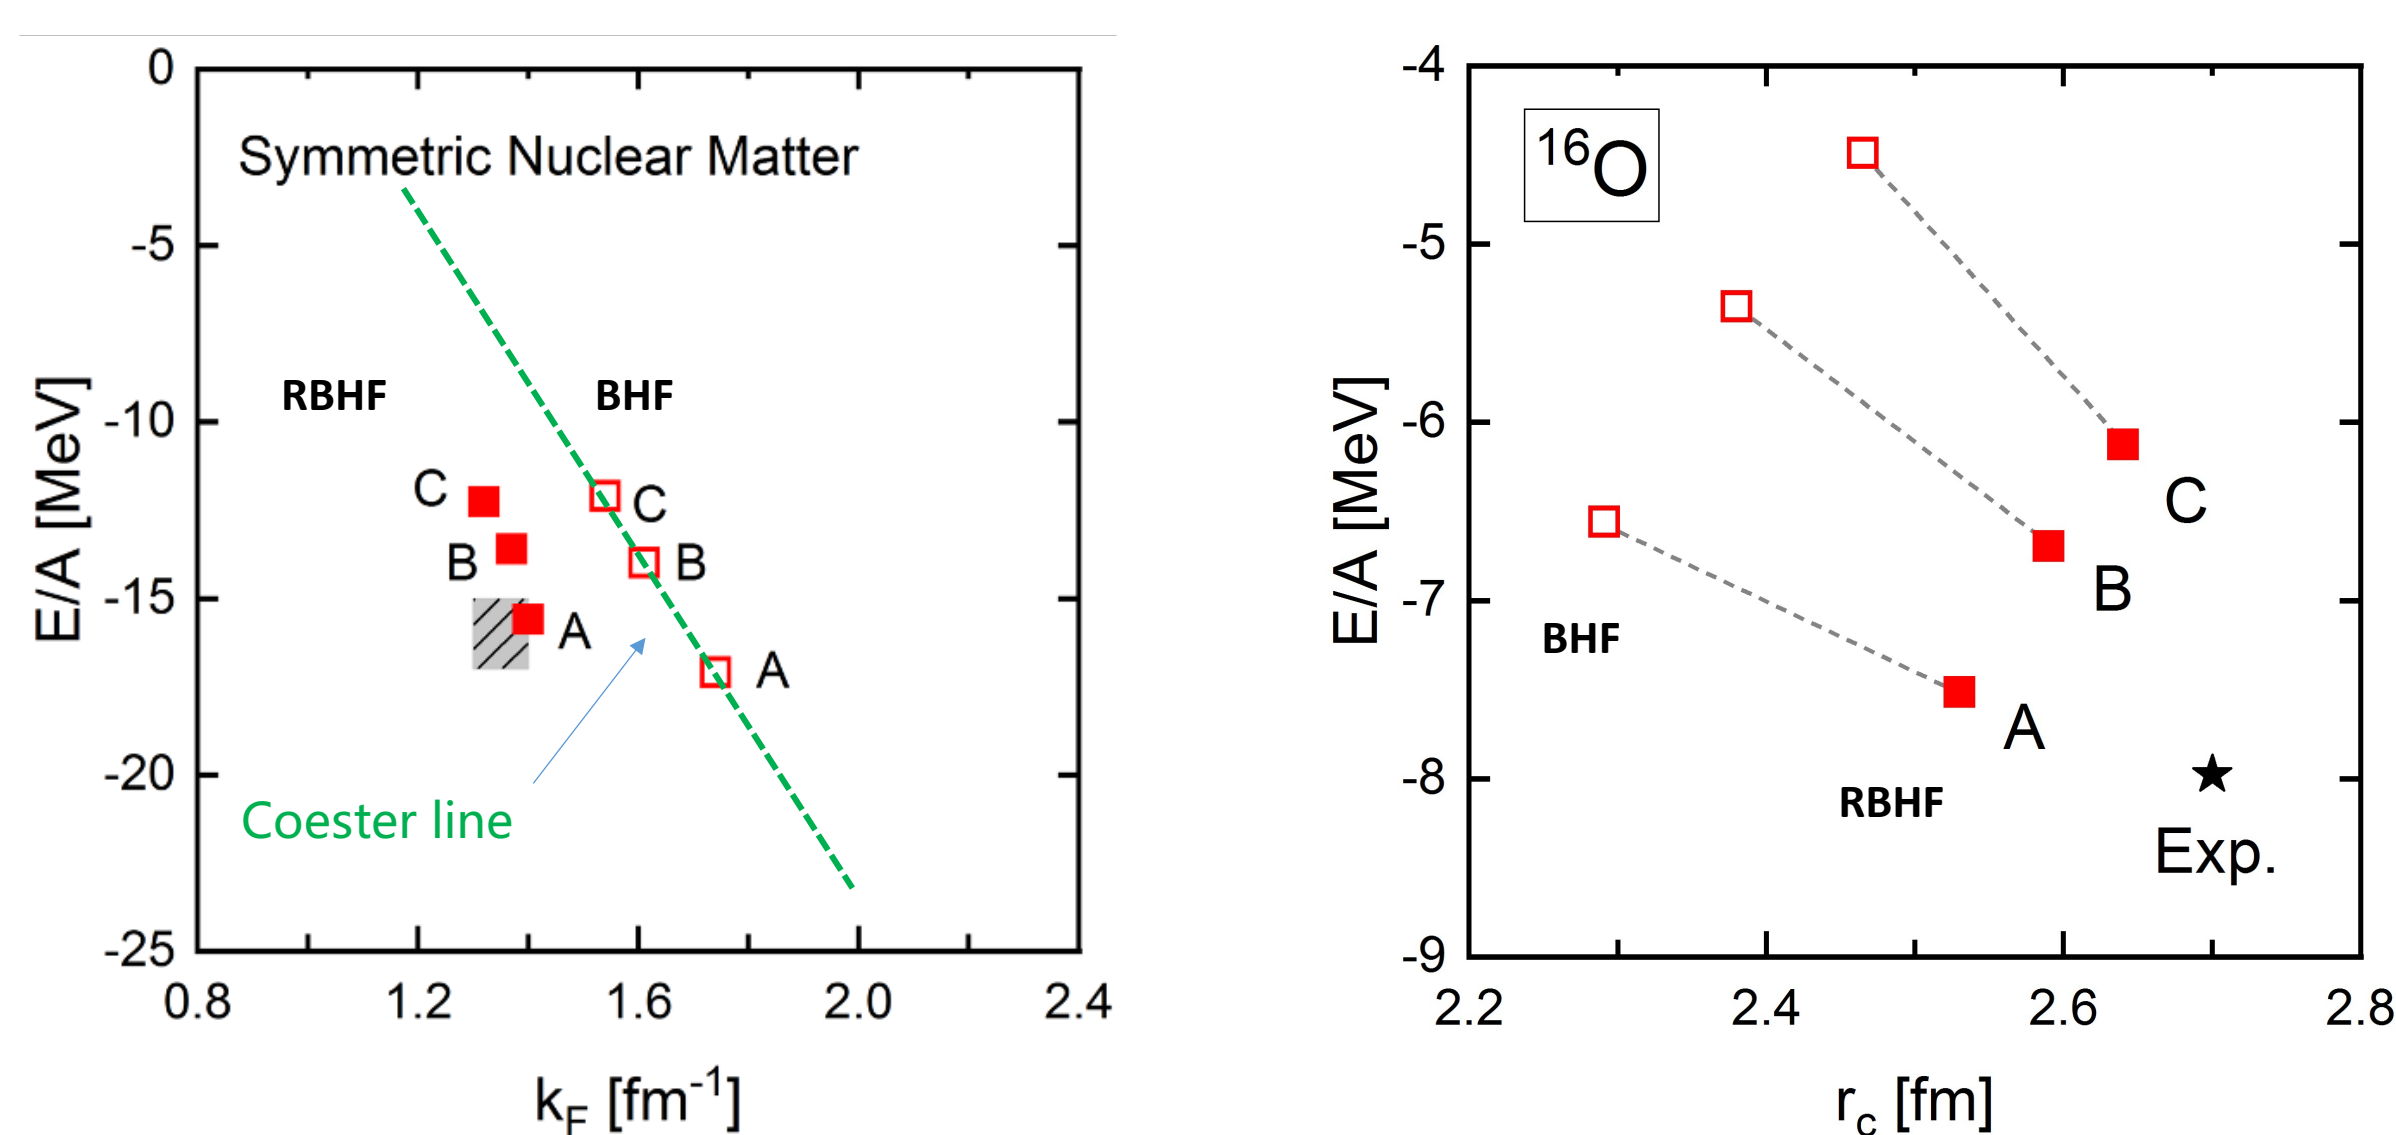 0
-5
-10
-15
-20
-25
E/A [MeV]
Symmetric Nuclear Matter
RBHF
BHF
C
C
B
B
A
A
Coester line
0.8
1.2
1.6
2.0
2.4
k_F [fm⁻¹]
-4
-5
-6
-7
-8
-9
E/A [MeV]
¹⁶O
C
B
BHF
A
RBHF
Exp.
2.2
2.4
2.6
2.8
r_c [fm]